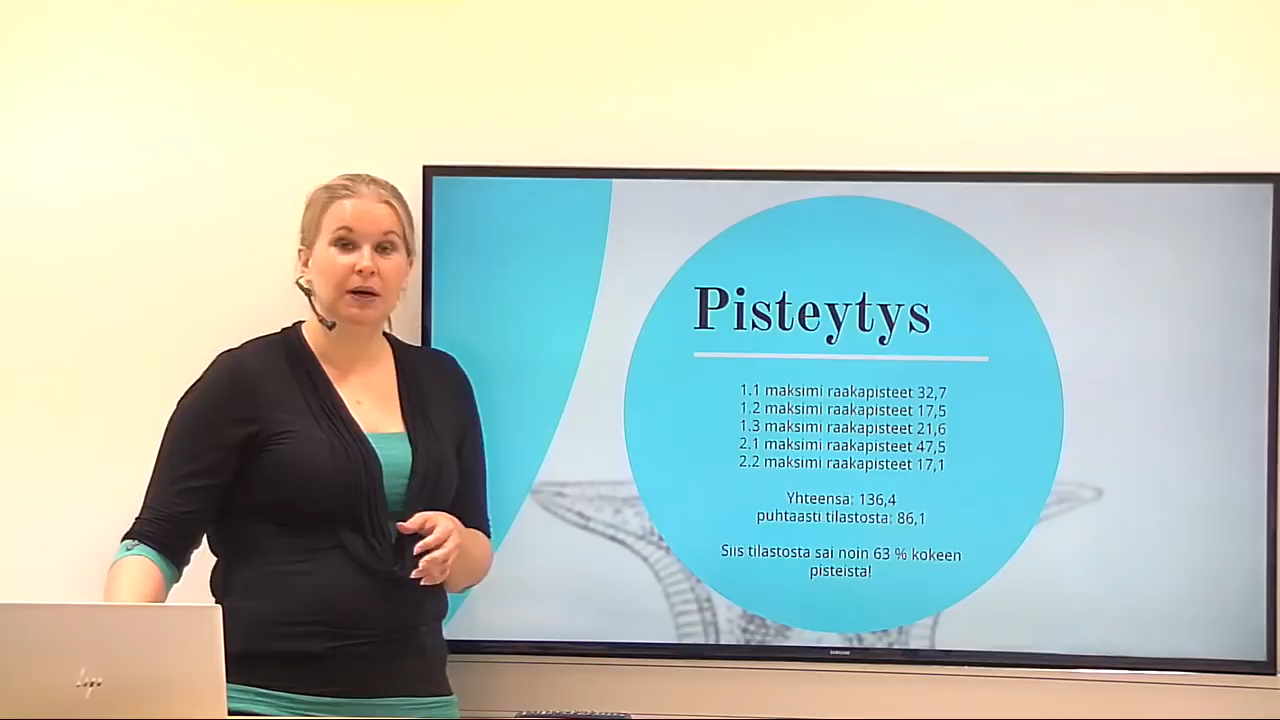 Pisteytys
1.1 maksimi raakapisteet 32,7
1.2 maksimi raakapisteet 17,5
1.3 maksimi raakapisteet 21,6
2.1 maksimi raakapisteet 47,5
2.2 maksimi raakapisteet 17,1
Yhteensä: 136,4
puhtaasti tilastosta: 86,1
Siis tilastosta sai noin 63 % kokeen
pisteistä!
SAMSUNG